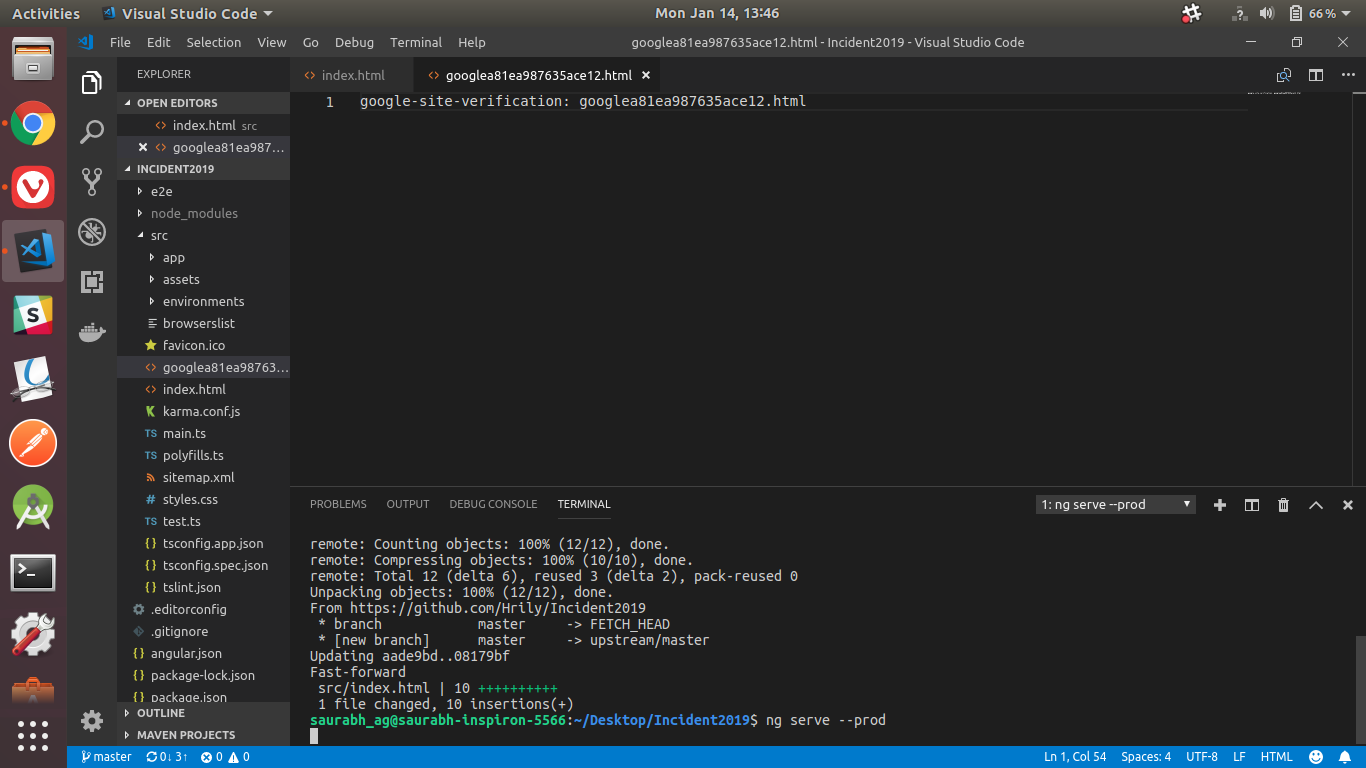 Activities
Visual Studio Code
Mon Jan 14, 13:46
66%
File Edit Selection View Go Debug Terminal Help
googlea81ea987635ace12.html - Incident2019 - Visual Studio Code
EXPLORER
index.html
googlea81ea987635ace12.html
OPEN EDITORS
index.html src
googlea81ea987...
INCIDENT2019
e2e
node_modules
src
app
assets
environments
browserslist
favicon.ico
googlea81ea98763...
index.html
karma.conf.js
TS main.ts
TS polyfills.ts
sitemap.xml
# styles.css
TS test.ts
{} tsconfig.app.json
{} tsconfig.spec.json
{} tslint.json
.editorconfig
.gitignore
{} angular.json
{} package-lock.json
{} package.json
OUTLINE
MAVEN PROJECTS
1 google-site-verification: googlea81ea987635ace12.html
PROBLEMS OUTPUT DEBUG CONSOLE TERMINAL
1: ng serve --prod
remote: Counting objects: 100% (12/12), done.
remote: Compressing objects: 100% (10/10), done.
remote: Total 12 (delta 6), reused 3 (delta 2), pack-reused 0
Unpacking objects: 100% (12/12), done.
From https://github.com/Hrily/Incident2019
* branch master -> FETCH_HEAD
* [new branch] master -> upstream/master
Updating aade9bd..08179bf
Fast-forward
src/index.html | 10 ++++++++++
1 file changed, 10 insertions(+)
saurabh_ag@saurabh-inspiron-5566:~/Desktop/Incident2019$ ng serve --prod
master
0↓ 3↑
0
0
Ln 1, Col 54
Spaces: 4
UTF-8
LF
HTML